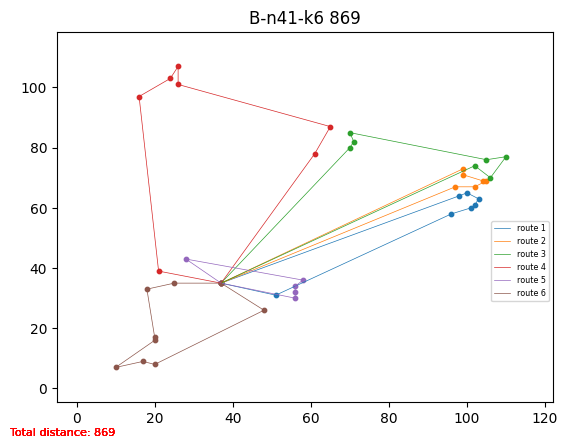 B-n41-k6 869
100
80
60
40
20
0
route 1
route 2
route 3
route 4
route 5
route 6
0 20 40 60 80 100 120
Total distance: 869